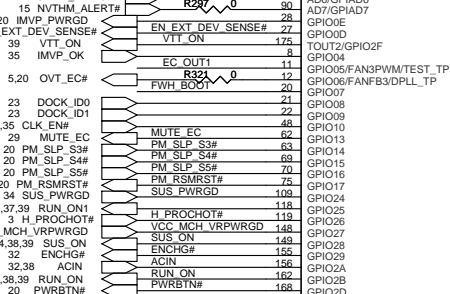 15 NVTHM_ALERT# R297 0 90 AD7/GPIAD7
20 IMVP_PWRGD 28 GPIO0E
EXT_DEV_SENSE# EN_EXT_DEV_SENSE# 27 GPIO0D
39 VTT_ON VTT_ON 175 TOUT2/GPIO2F
35 IMVP_OK 8 GPIO04
EC_OUT1 11 GPIO05/FAN3PWM/TEST_TP
5,20 OVT_EC# R321 0 12 GPIO06/FANFB3/DPLL_TP
FWH_BOOT 20 GPIO07
23 DOCK_ID0 21 GPIO08
23 DOCK_ID1 22 GPIO09
35 CLK_EN# 48 GPIO10
29 MUTE_EC MUTE_EC 62 GPIO13
20 PM_SLP_S3# PM_SLP_S3# 63 GPIO14
20 PM_SLP_S4# PM_SLP_S4# 69 GPIO15
20 PM_SLP_S5# PM_SLP_S5# 70 GPIO16
20 PM_RSMRST# PM_RSMRST# 75 GPIO17
34 SUS_PWRGD SUS_PWRGD 109 GPIO24
,37,39 RUN_ON1 118 GPIO25
3 H_PROCHOT# H_PROCHOT# 119 GPIO26
_MCH_VRPWRGD VCC_MCH_VRPWRGD 148 GPIO27
,38,39 SUS_ON SUS_ON 149 GPIO28
32 ENCHG# ENCHG# 155 GPIO29
32,38 ACIN ACIN 156 GPIO2A
,38,39 RUN_ON RUN_ON 162 GPIO2B
20 PWRBTN# PWRBTN# 168 GPIO2D